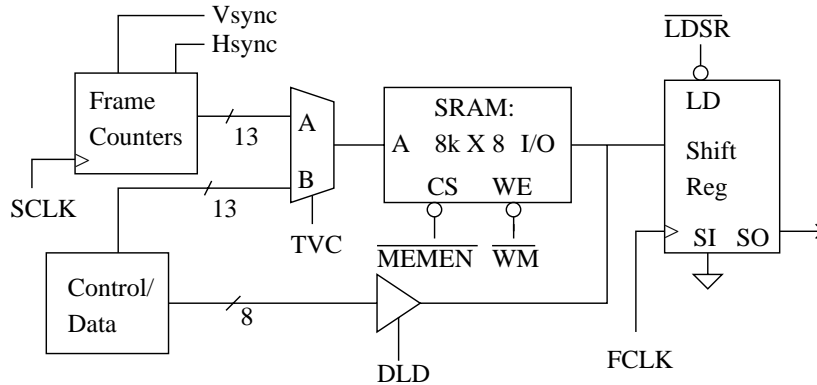 Vsync
Hsync
LDSR
Frame
Counters
13
A
B
SRAM:
A 8k X 8 I/O
CS WE
LD
Shift
Reg
SI SO
SCLK
13
TVC
MEMEN
WM
Control/
Data
8
DLD
FCLK